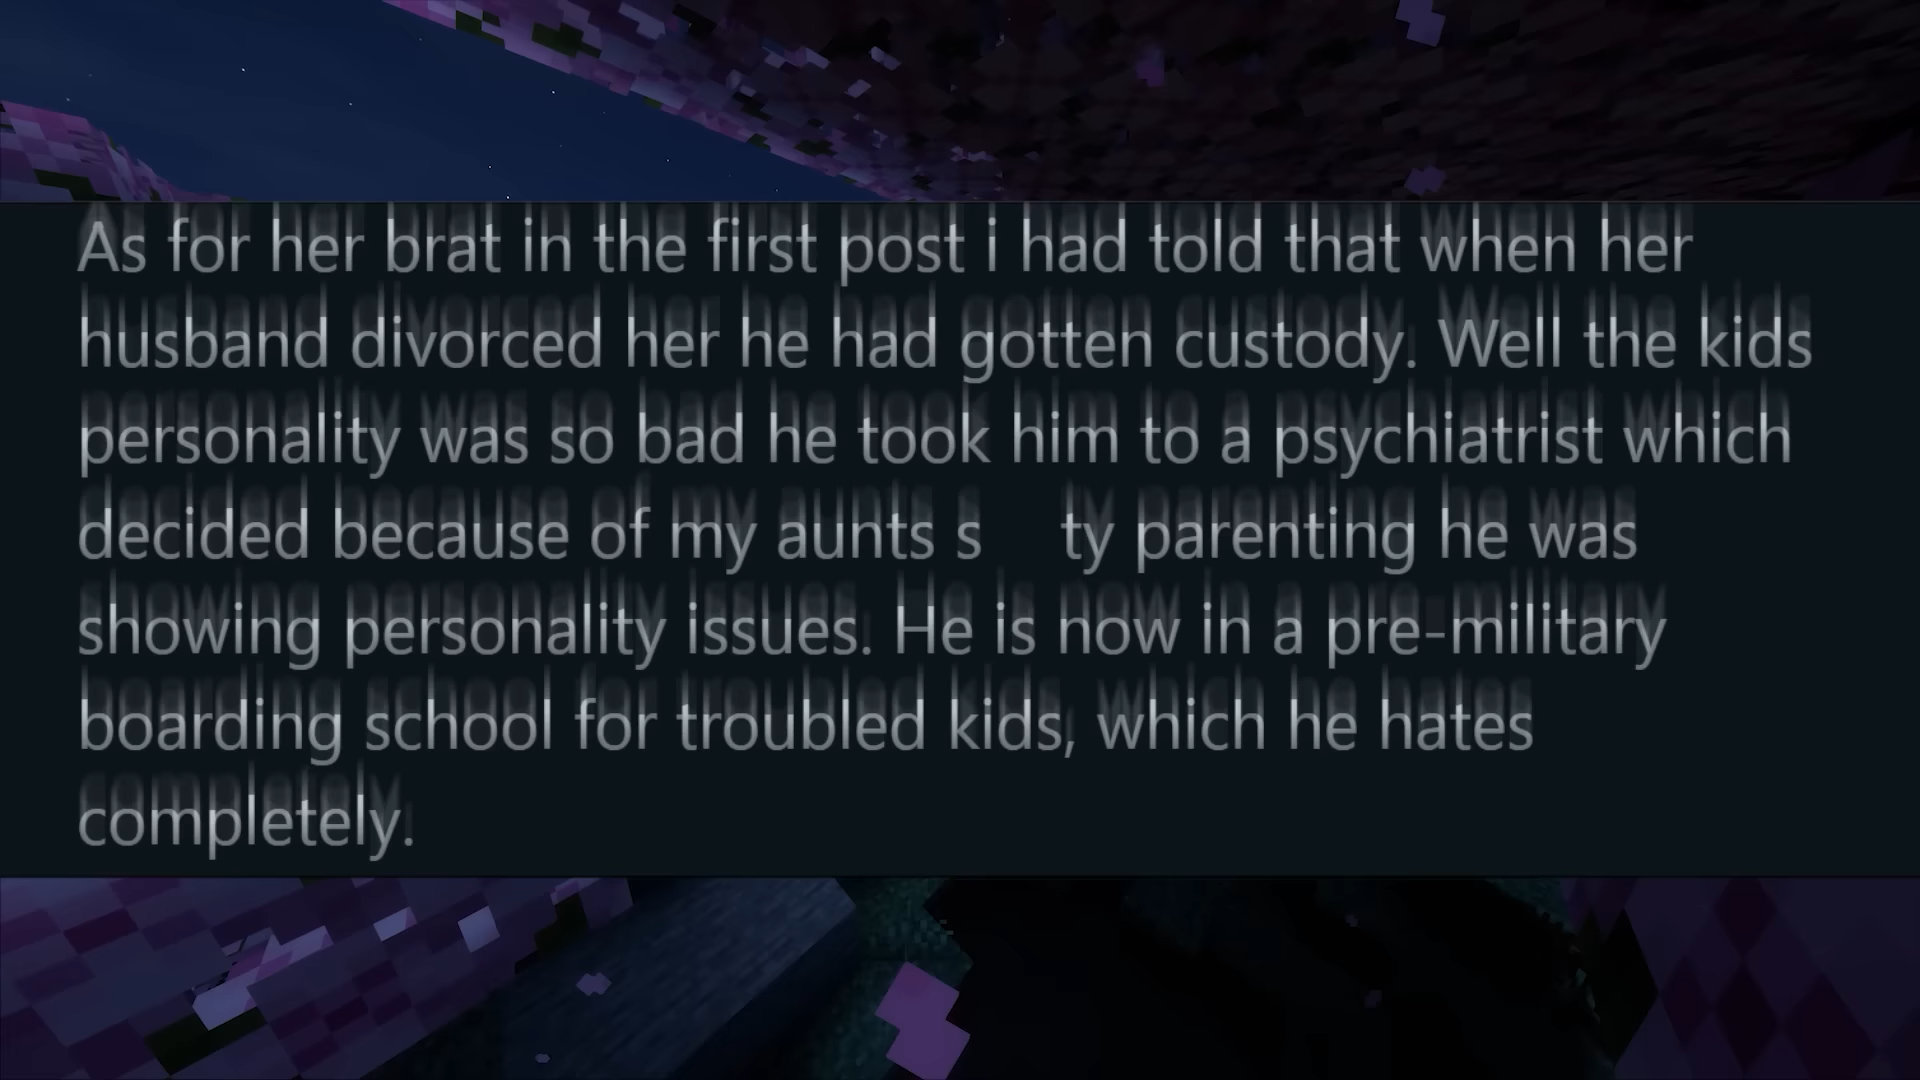 As for her brat in the first post i had told that when her
husband divorced her he had gotten custody. Well the kids
personality was so bad he took him to a psychiatrist which
decided because of my aunts s    ty parenting he was
showing personality issues. He is now in a pre-military
boarding school for troubled kids, which he hates
completely.